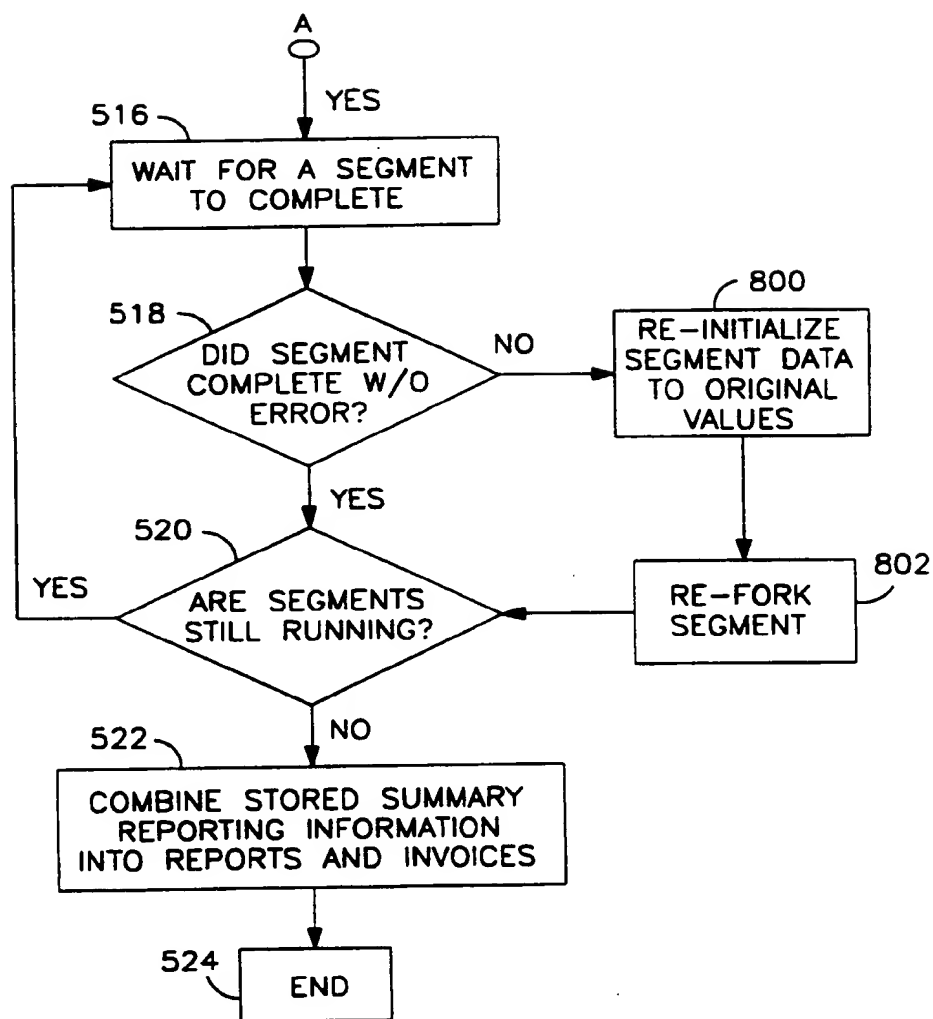 A
YES
516
WAIT FOR A SEGMENT
TO COMPLETE
518
DID SEGMENT
COMPLETE W/O
ERROR?
NO
800
RE-INITIALIZE
SEGMENT DATA
TO ORIGINAL
VALUES
YES
520
YES
ARE SEGMENTS
STILL RUNNING?
RE-FORK
SEGMENT
802
NO
522
COMBINE STORED SUMMARY
REPORTING INFORMATION
INTO REPORTS AND INVOICES
524
END